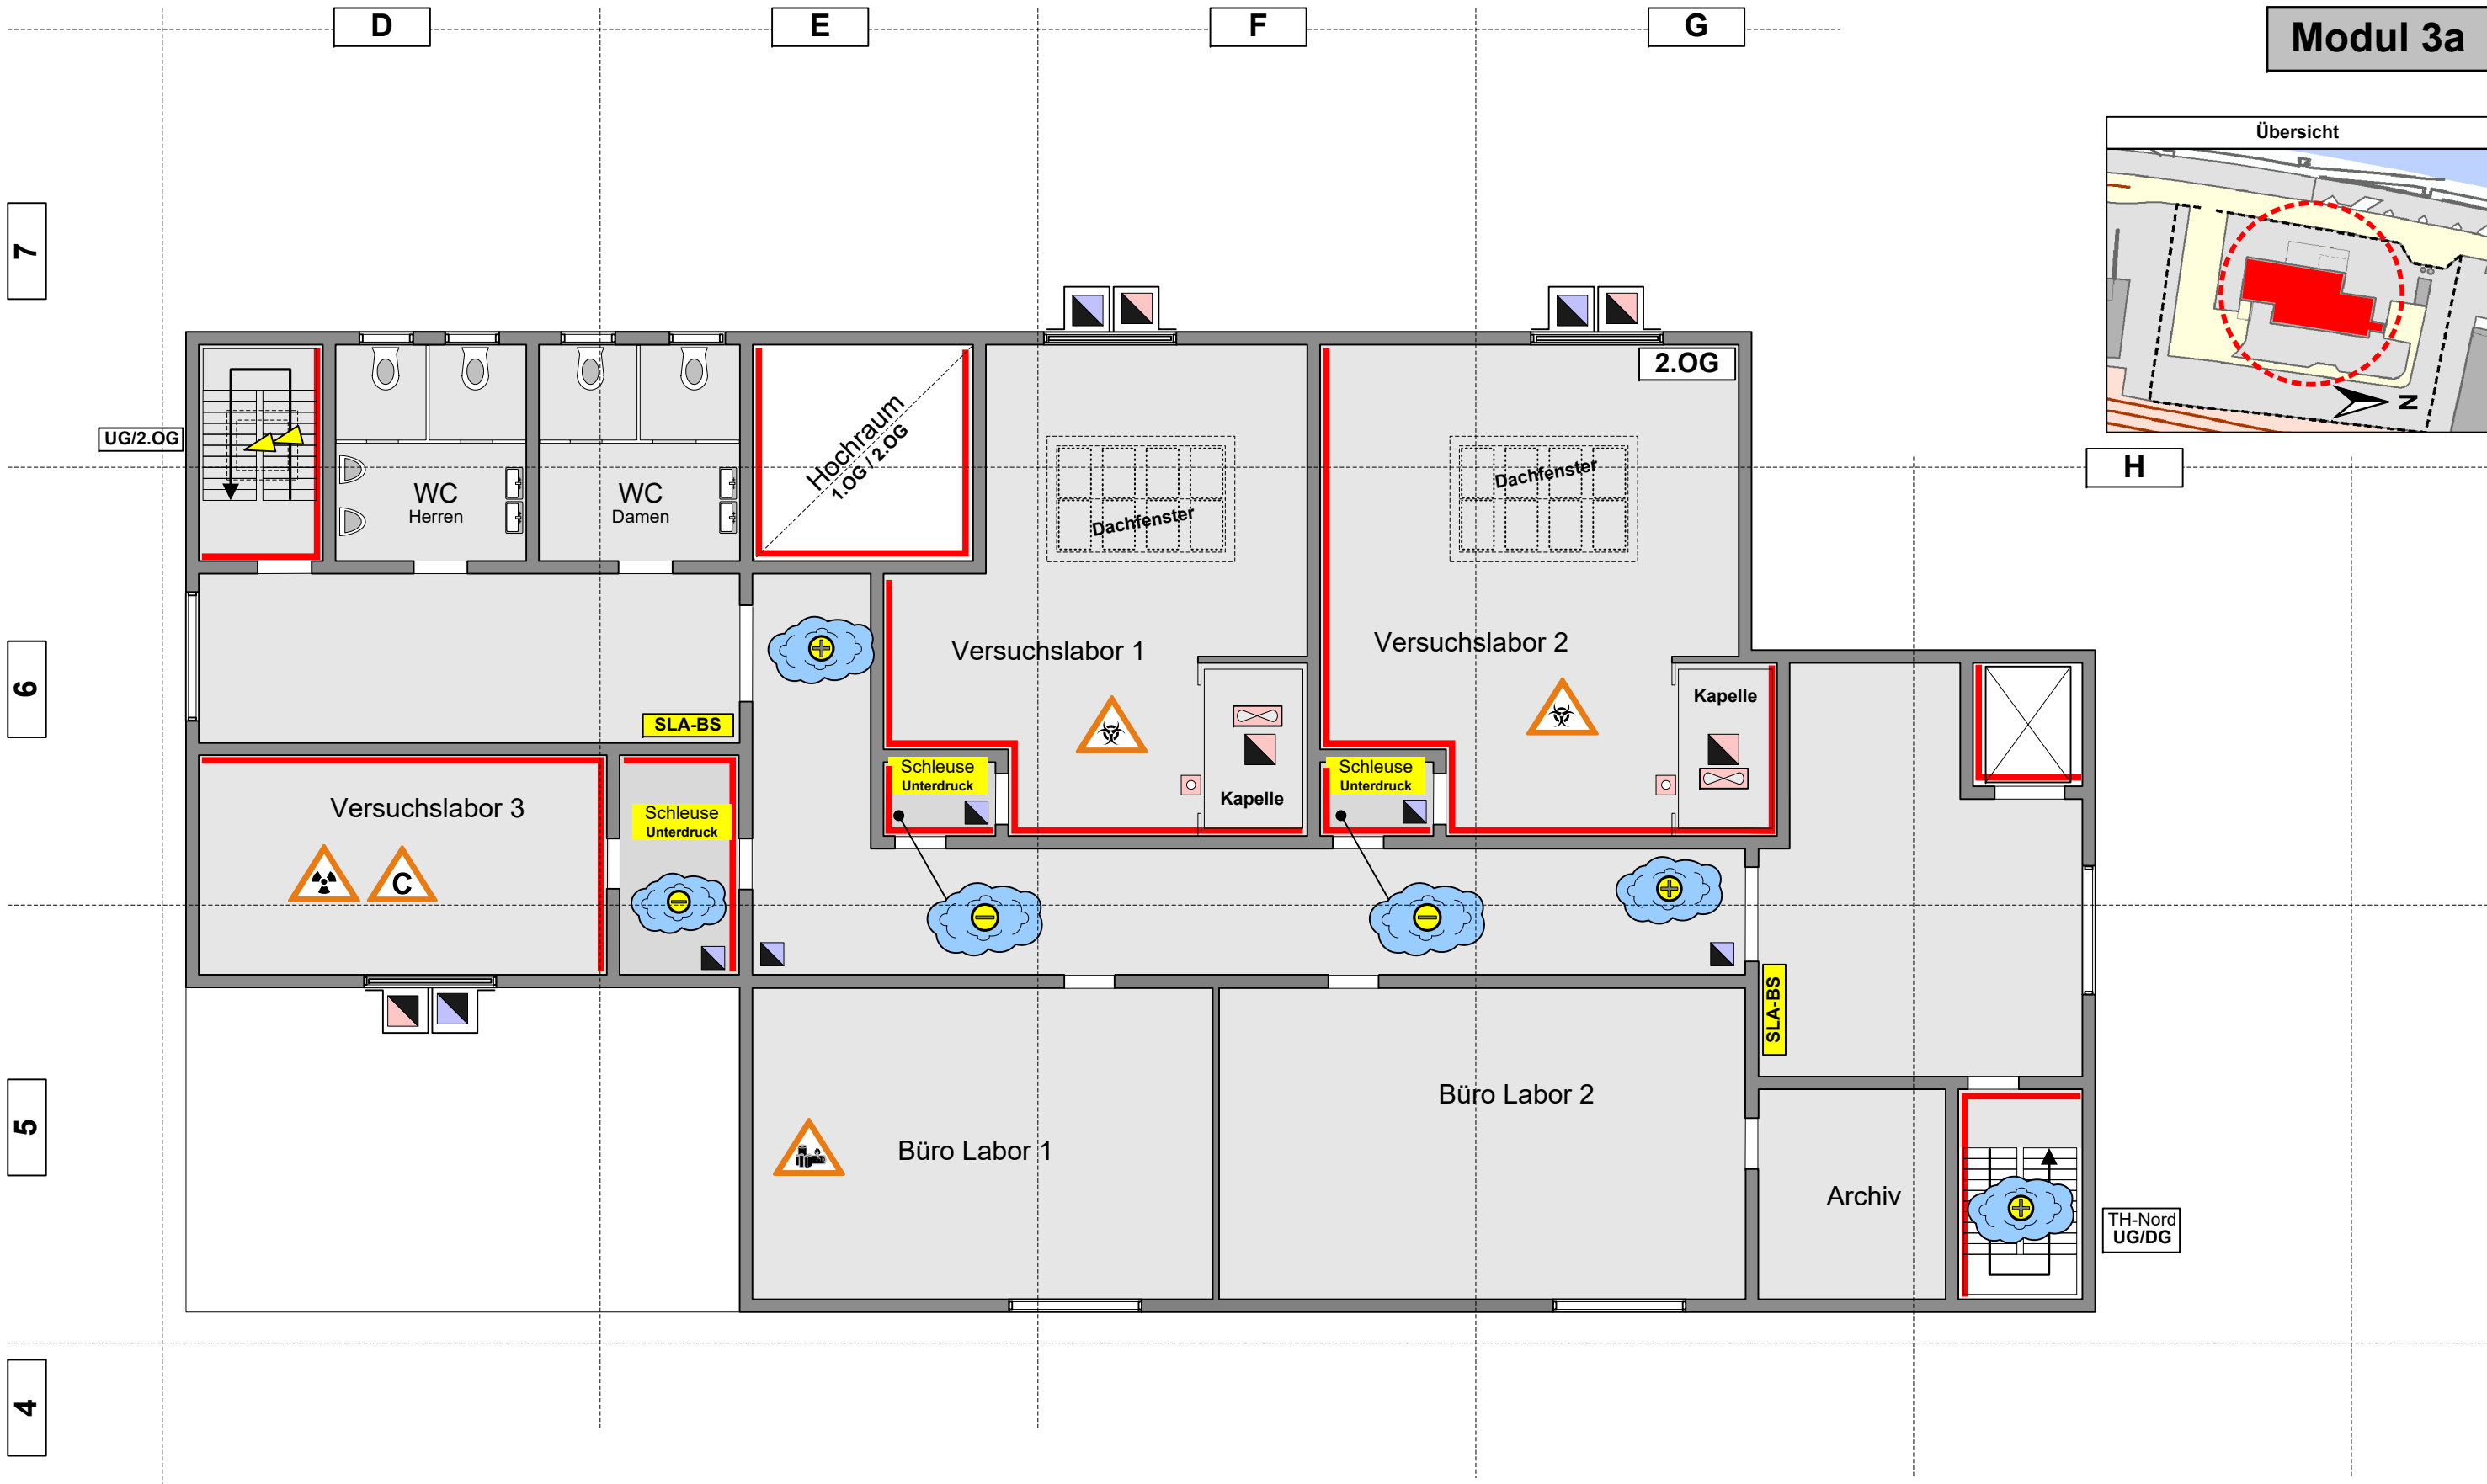 D
E
F
G
Modul 3a
Übersicht
N
7
2.OG
Hochraum
1.OG / 2.OG
UG/2.OG
H
WC
Herren
WC
Damen
Dachfenster
Dachfenster
6
Versuchslabor 1
Versuchslabor 2
Kapelle
SLA-BS
Schleuse
Unterdruck
Kapelle
Schleuse
Unterdruck
Versuchslabor 3
Schleuse
Unterdruck
C
SLA-BS
5
Büro Labor 1
Büro Labor 2
Archiv
TH-Nord
UG/DG
4